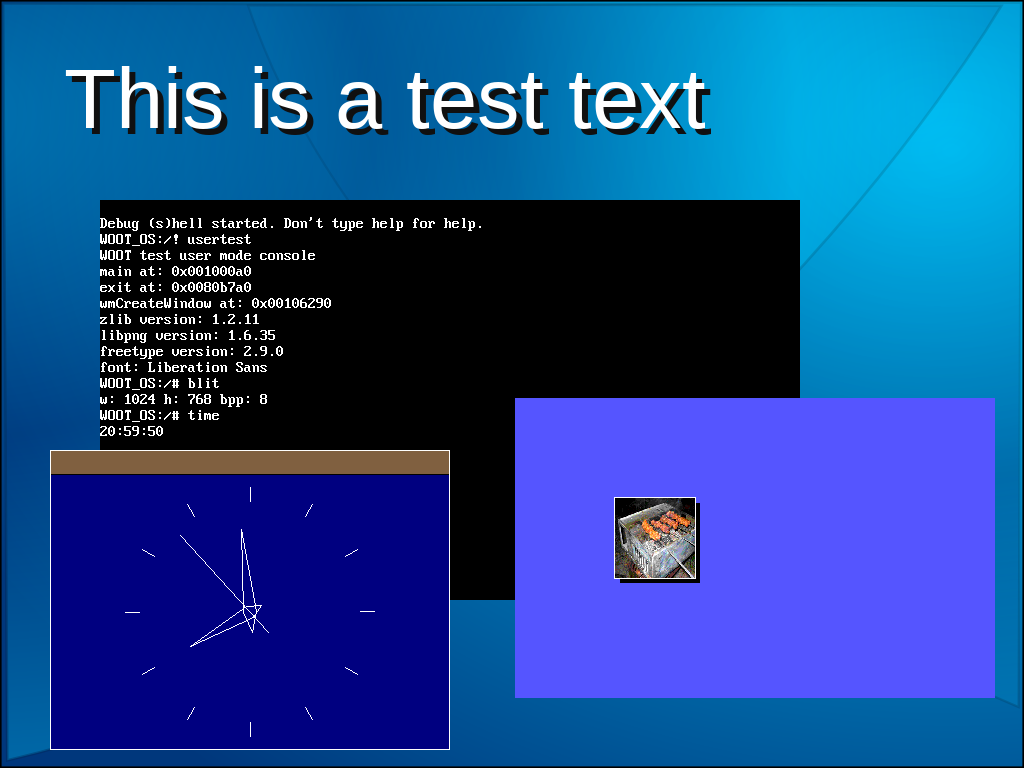 This is a test text
Debug (s)hell started. Don't type help for help.
WOOT_OS:/! usertest
WOOT test user mode console
main at: 0x001000a0
exit at: 0x0080b7a0
wmCreateWindow at: 0x00106290
zlib version: 1.2.11
libpng version: 1.6.35
freetype version: 2.9.0
font: Liberation Sans
WOOT_OS:/# blit
w: 1024 h: 768 bpp: 8
WOOT_OS:/# time
20:59:50